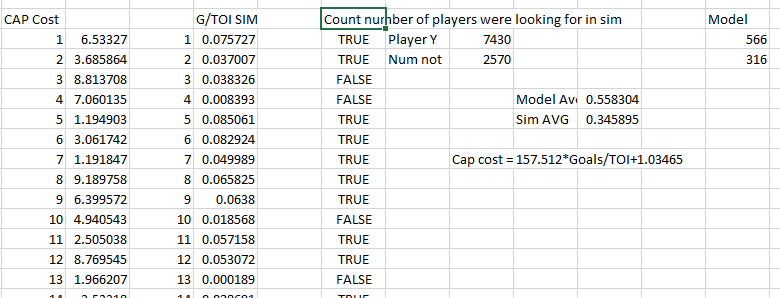 CAP Cost G/TOI SIM Count number of players were looking for in sim Model
1 6.53327 1 0.075727 TRUE Player Y 7430 566
2 3.685864 2 0.037007 TRUE Num not 2570 316
3 8.813708 3 0.038326 FALSE
4 7.060135 4 0.008393 FALSE Model Av 0.558304
5 1.194903 5 0.085061 TRUE Sim AVG 0.345895
6 3.061742 6 0.082924 TRUE
7 1.191847 7 0.049989 TRUE Cap cost = 157.512*Goals/TOI+1.03465
8 9.189758 8 0.065825 TRUE
9 6.399572 9 0.0638 TRUE
10 4.940543 10 0.018568 FALSE
11 2.505038 11 0.057158 TRUE
12 8.769545 12 0.053072 TRUE
13 1.966207 13 0.000189 FALSE
14 14 TRUE